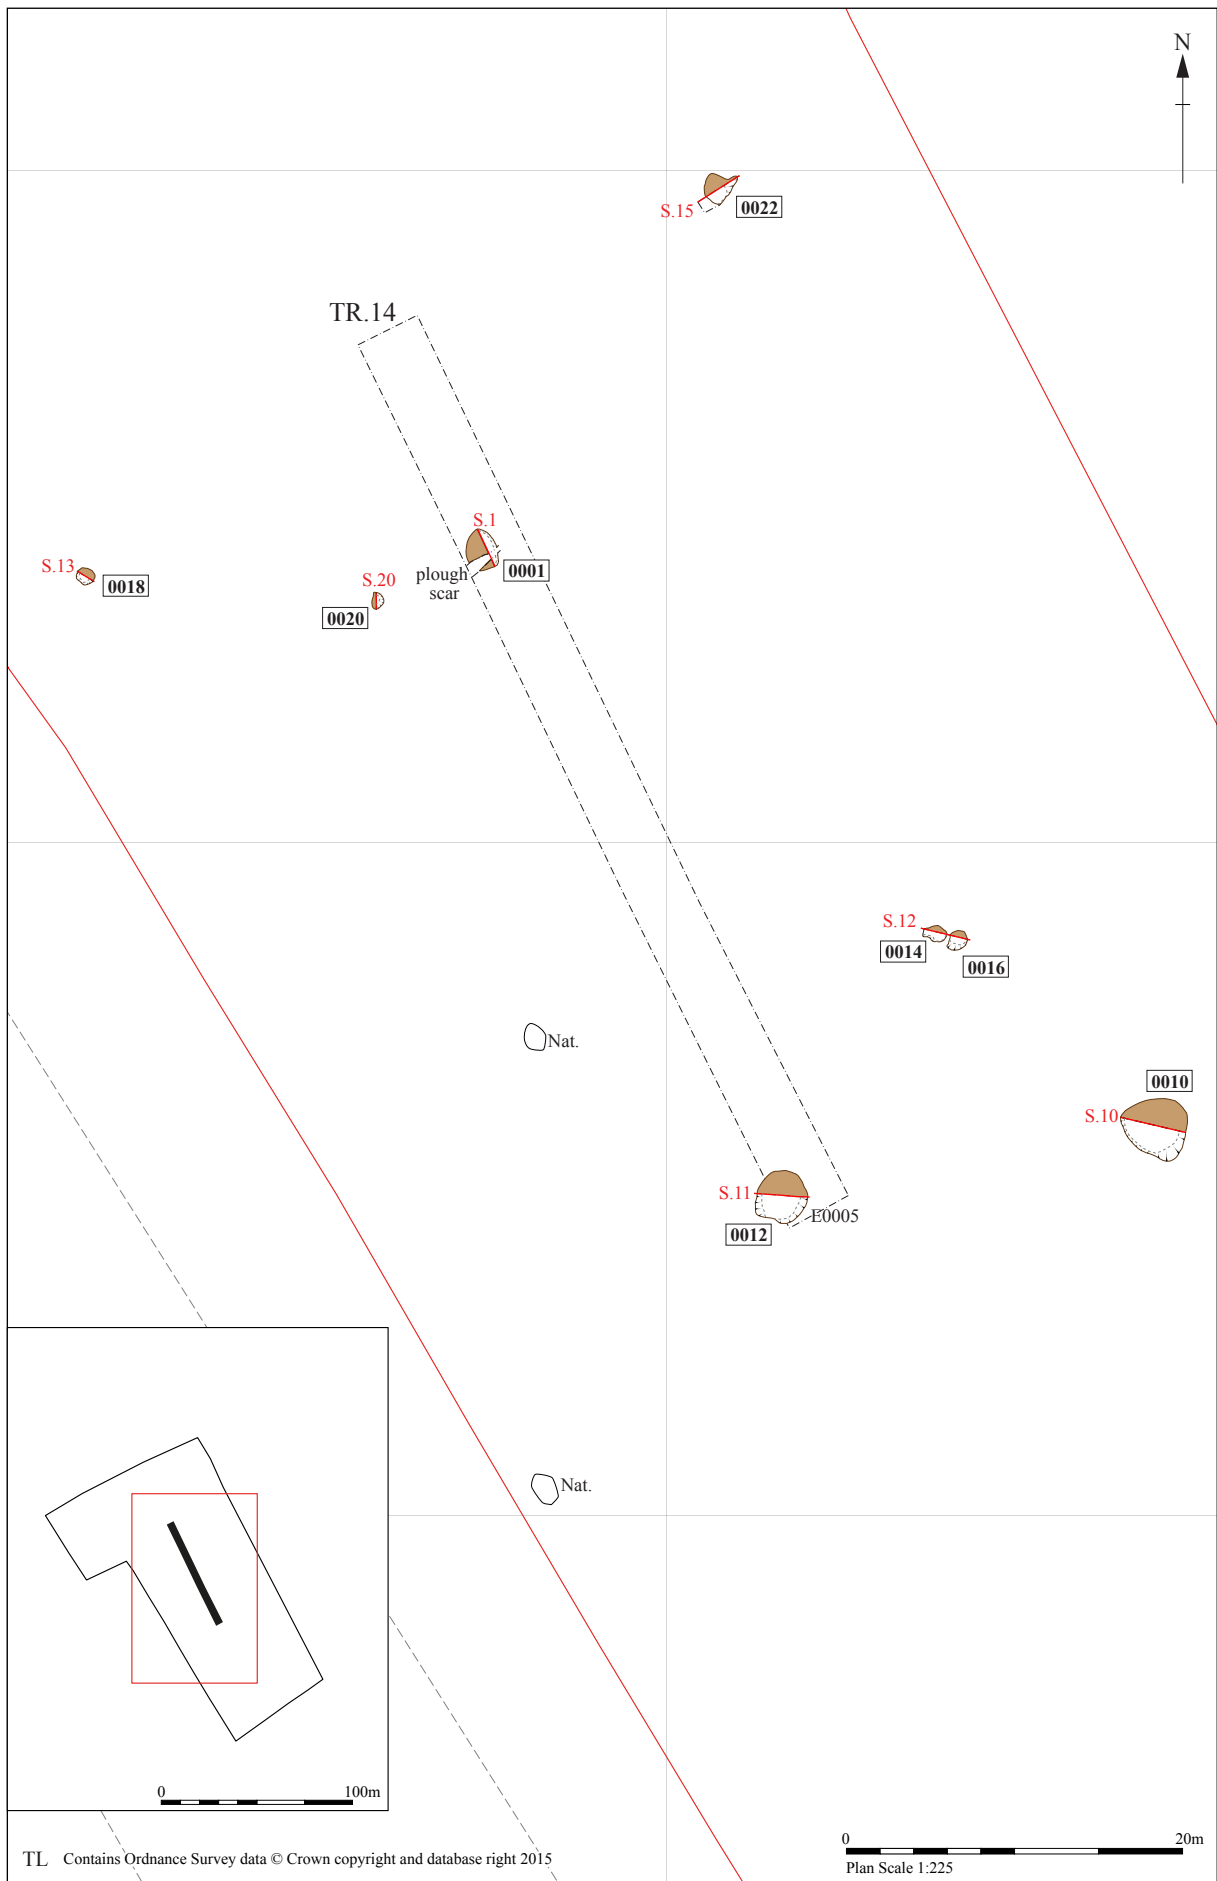 N
S.15
0022
TR.14
S.1
0001
plough
scar
S.13
0018
S.20
0020
S.12
0014
0016
Nat.
0010
S.10
S.11
E0005
0012
Nat.
0 100m
0 20m
Plan Scale 1:225
TL Contains Ordnance Survey data © Crown copyright and database right 2015